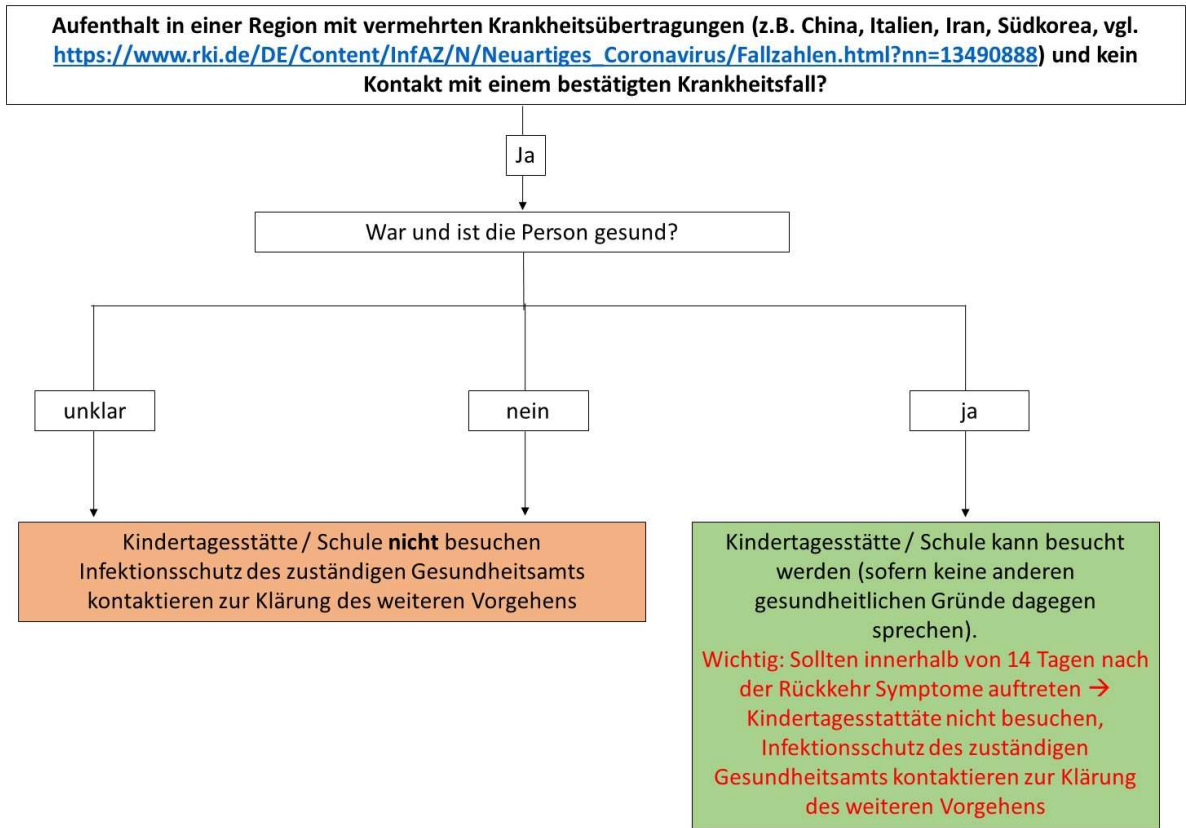 Aufenthalt in einer Region mit vermehrten Krankheitsübertragungen (z.B. China, Italien, Iran, Südkorea, vgl.
https://www.rki.de/DE/Content/InfAZ/N/Neuartiges_Coronavirus/Fallzahlen.html?nn=13490888) und kein
Kontakt mit einem bestätigten Krankheitsfall?
Ja
War und ist die Person gesund?
unklar
nein
ja
Kindertagesstätte / Schule nicht besuchen
Infektionsschutz des zuständigen Gesundheitsamts
kontaktieren zur Klärung des weiteren Vorgehens
Kindertagesstätte / Schule kann besucht
werden (sofern keine anderen
gesundheitlichen Gründe dagegen
sprechen).
Wichtig: Sollten innerhalb von 14 Tagen nach
der Rückkehr Symptome auftreten →
Kindertagesstattäte nicht besuchen,
Infektionsschutz des zuständigen
Gesundheitsamts kontaktieren zur Klärung
des weiteren Vorgehens